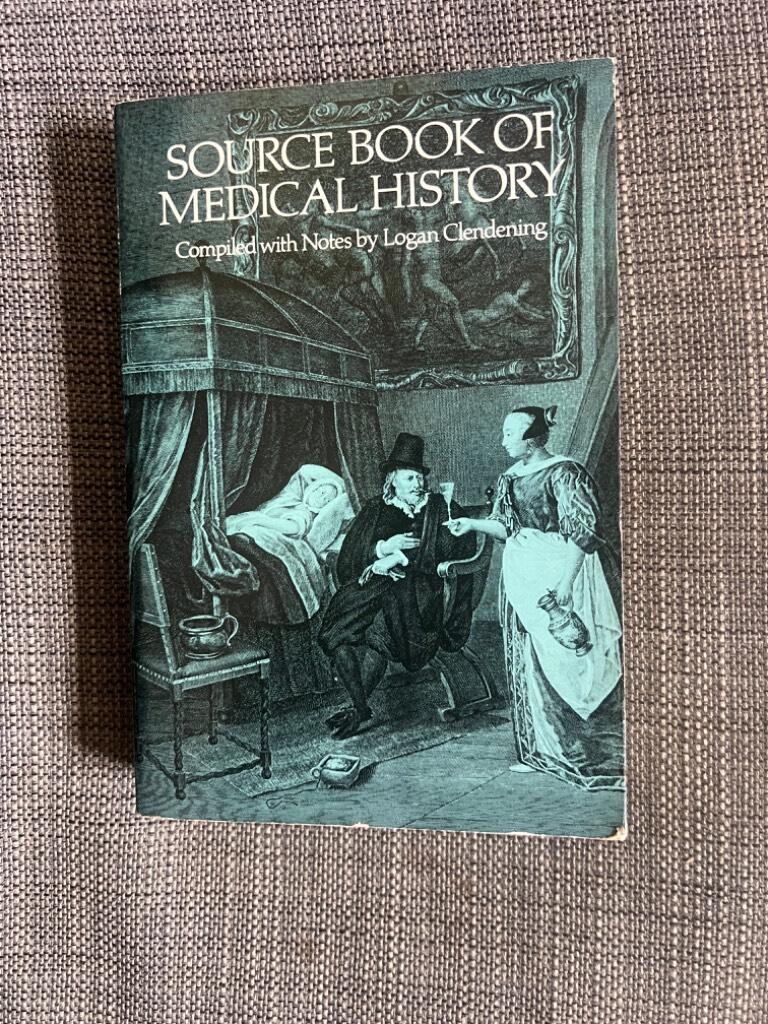 SOURCE BOOK OF
MEDICAL HISTORY
Compiled with Notes by Logan Clendening